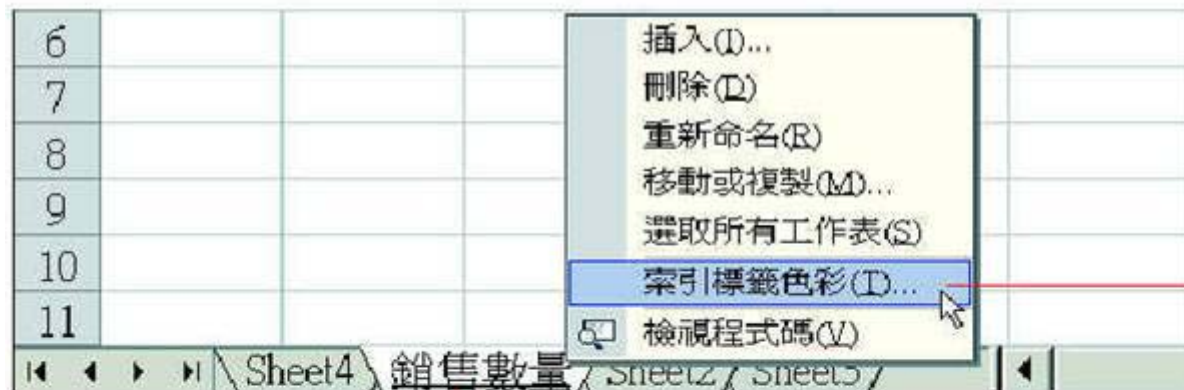 6
插入(I)...
7
刪除(D)
重新命名(R)
8
移動或複製(M)...
9
選取所有工作表(S)
10
索引標籤色彩(T)...
11
檢視程式碼(V)
Sheet4 銷售數量 Sheet2 Sheet3